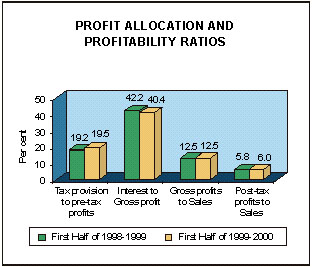 PROFIT ALLOCATION AND
PROFITABILITY RATIOS
Per cent
50
40
30
20
10
0
19.2 19.5
42.2 40.4
12.5 12.5
5.8 6.0
Tax provision
to pre-tax
profits
Interest to
Gross profit
Gross profits
to Sales
Post-tax
profits to
Sales
First Half of 1998-1999
First Half of 1999-2000